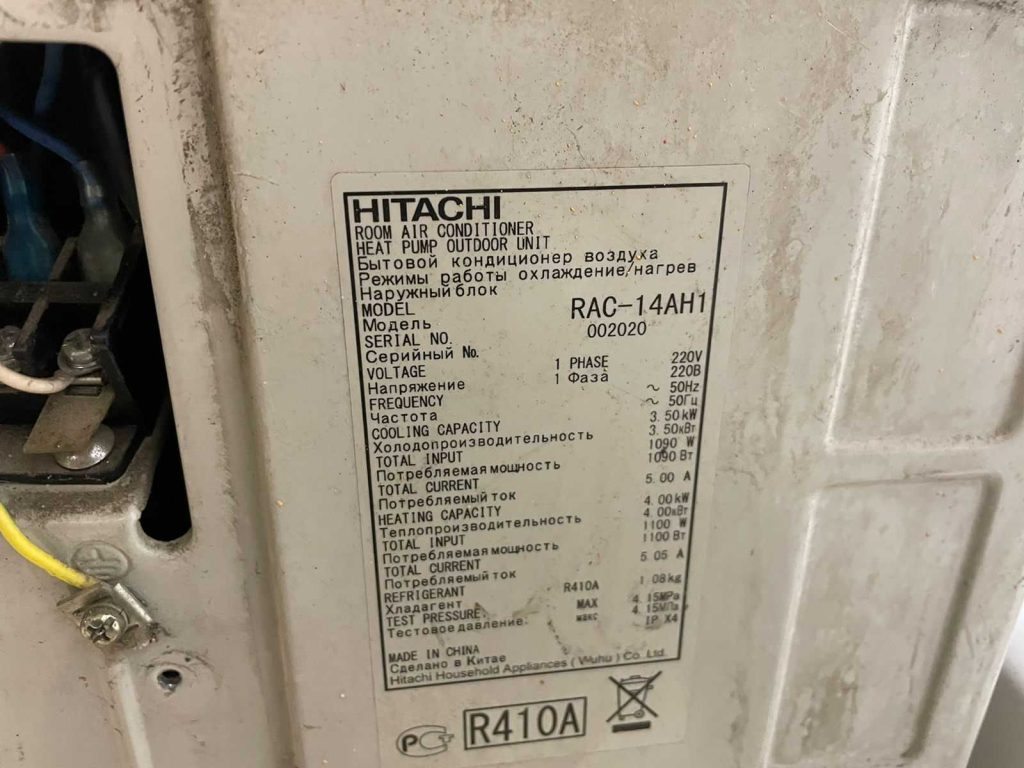 HITACHI
ROOM AIR CONDITIONER
HEAT PUMP OUTDOOR UNIT
Бытовой кондиционер воздуха
Режимы работы охлаждение/нагрев
Наружный блок
MODEL RAC-14AH1
Модель
SERIAL NO. 002020
Серийный No.
VOLTAGE 1 PHASE 220V
Напряжение 1 Фаза 220В
FREQUENCY ~ 50Hz
Частота ~ 50Гц
COOLING CAPACITY 3.50kW
Холодопроизводительность 3.50кВт
TOTAL INPUT 1090 W
Потребляемая мощность 1090 Вт
TOTAL CURRENT 5.00 A
Потребляемый ток
HEATING CAPACITY 4.00kW
Теплопроизводительность 4.00кВт
TOTAL INPUT 1100 W
Потребляемая мощность 1100 Вт
TOTAL CURRENT 5.05 A
Потребляемый ток
REFRIGERANT R410A 1.08kg
Хладагент
TEST PRESSURE: MAX 4.15MPa
Тестовое давление: макс 4.15МПа
IP X4
MADE IN CHINA
Сделано в Китае
Hitachi Household Appliances (Wuhu) Co. Ltd.
РСТ R410A